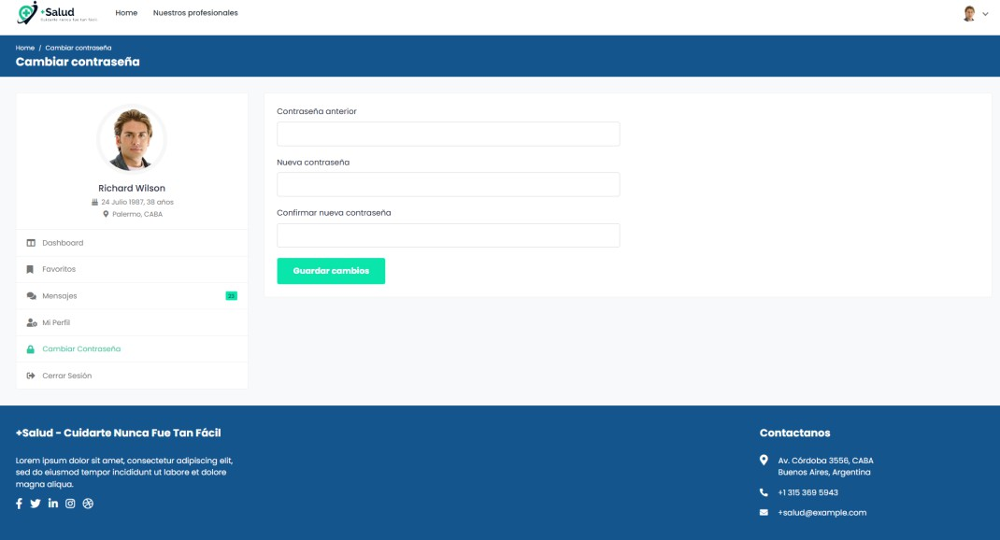 +Salud
Cuidarte nunca fue tan fácil
Home
Nuestros profesionales
Home / Cambiar contraseña
Cambiar contraseña
Richard Wilson
24 Julio 1987, 38 años
Palermo, CABA
Dashboard
Favoritos
Mensajes
23
Mi Perfil
Cambiar Contraseña
Cerrar Sesión
Contraseña anterior
Nueva contraseña
Confirmar nueva contraseña
Guardar cambios
+Salud - Cuidarte Nunca Fue Tan Fácil
Lorem ipsum dolor sit amet, consectetur adipiscing elit,
sed do eiusmod tempor incididunt ut labore et dolore
magna aliqua.
Contactanos
Av. Córdoba 3556, CABA
Buenos Aires, Argentina
+1 315 369 5943
+salud@example.com